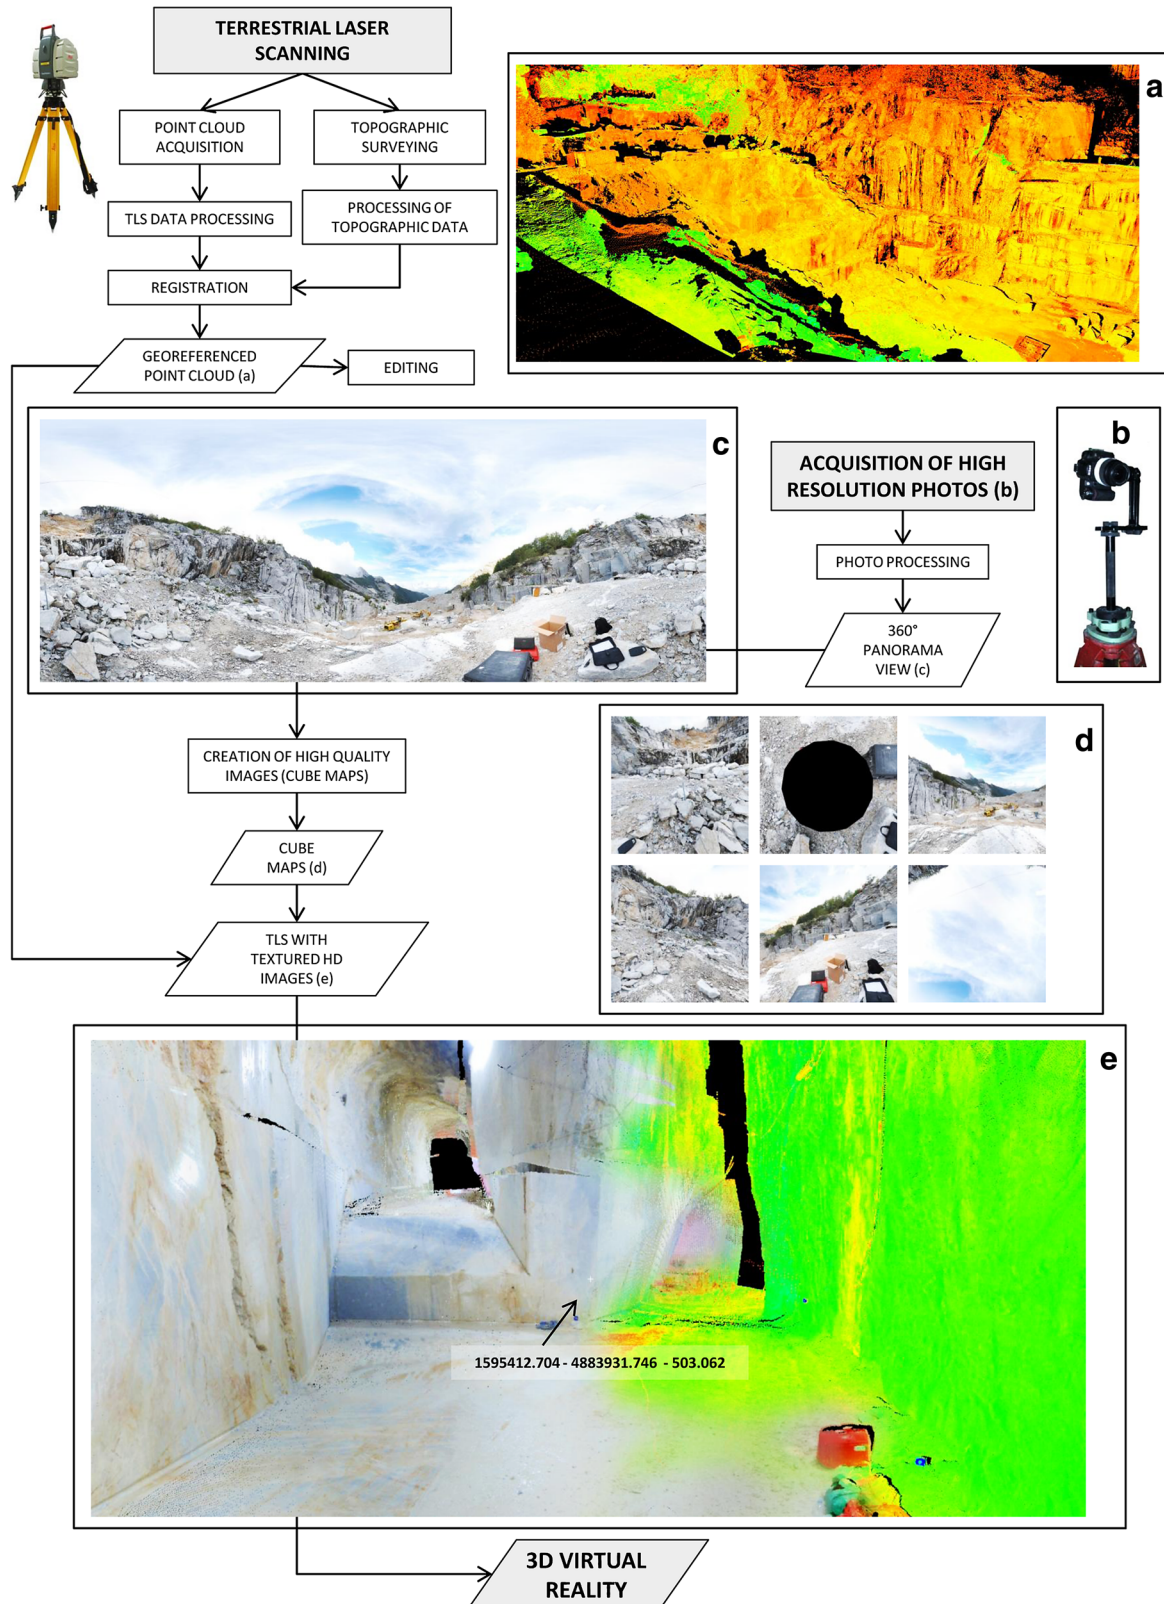 TERRESTRIAL LASER
SCANNING
POINT CLOUD
ACQUISITION
TOPOGRAPHIC
SURVEYING
TLS DATA PROCESSING
PROCESSING OF
TOPOGRAPHIC DATA
REGISTRATION
GEOREFERENCED
POINT CLOUD (a)
EDITING
a
c
ACQUISITION OF HIGH
RESOLUTION PHOTOS (b)
b
PHOTO PROCESSING
360°
PANORAMA
VIEW (c)
CREATION OF HIGH QUALITY
IMAGES (CUBE MAPS)
CUBE
MAPS (d)
d
TLS WITH
TEXTURED HD
IMAGES (e)
e
1595412.704 - 4883931.746 - 503.062
3D VIRTUAL
REALITY